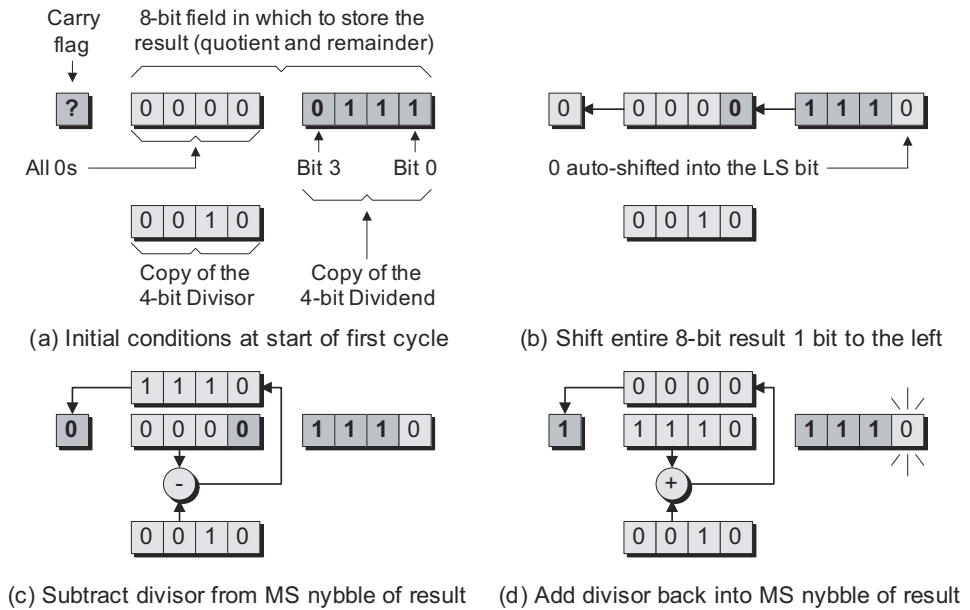 Carry flag
8-bit field in which to store the result (quotient and remainder)
? 0 0 0 0 0 1 1 1
All 0s
Bit 3 Bit 0
0 0 1 0
Copy of the 4-bit Divisor
Copy of the 4-bit Dividend
(a) Initial conditions at start of first cycle
0 0 0 0 0 1 1 1 0
0 auto-shifted into the LS bit
0 0 1 0
(b) Shift entire 8-bit result 1 bit to the left
1 1 1 0
0 0 0 0 0 1 1 1 0
-
0 0 1 0
(c) Subtract divisor from MS nybble of result
0 0 0 0
1 1 1 1 0 1 1 1 0
+
0 0 1 0
(d) Add divisor back into MS nybble of result